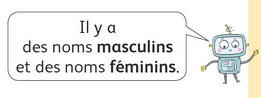 Il y a
des noms masculins
et des noms féminins.